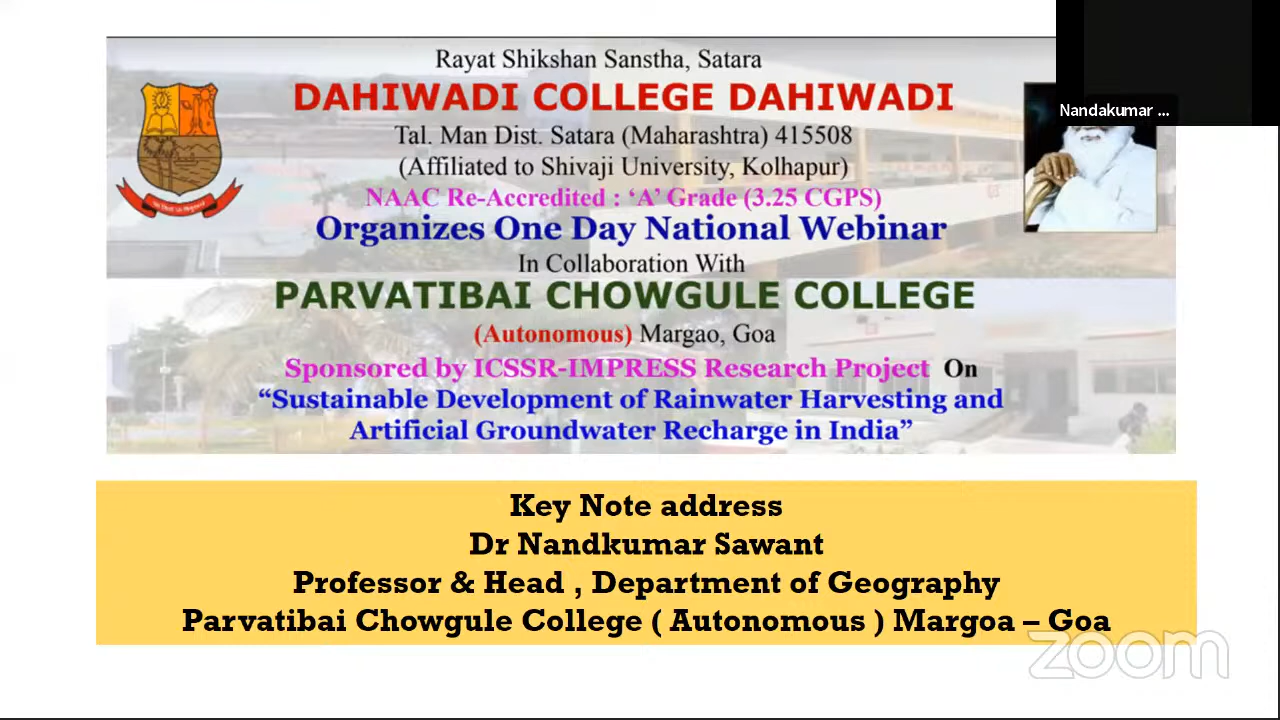 Rayat Shikshan Sanstha, Satara
DAHIWADI COLLEGE DAHIWADI
Tal. Man Dist. Satara (Maharashtra) 415508
(Affiliated to Shivaji University, Kolhapur)
NAAC Re-Accredited : ‘A’ Grade (3.25 CGPS)
Organizes One Day National Webinar
In Collaboration With
PARVATIBAI CHOWGULE COLLEGE
(Autonomous) Margao, Goa
Sponsored by ICSSR-IMPRESS Research Project On
“Sustainable Development of Rainwater Harvesting and
Artificial Groundwater Recharge in India”
Nandakumar ...
Key Note address
Dr Nandkumar Sawant
Professor & Head , Department of Geography
Parvatibai Chowgule College ( Autonomous ) Margoa – Goa
zoom